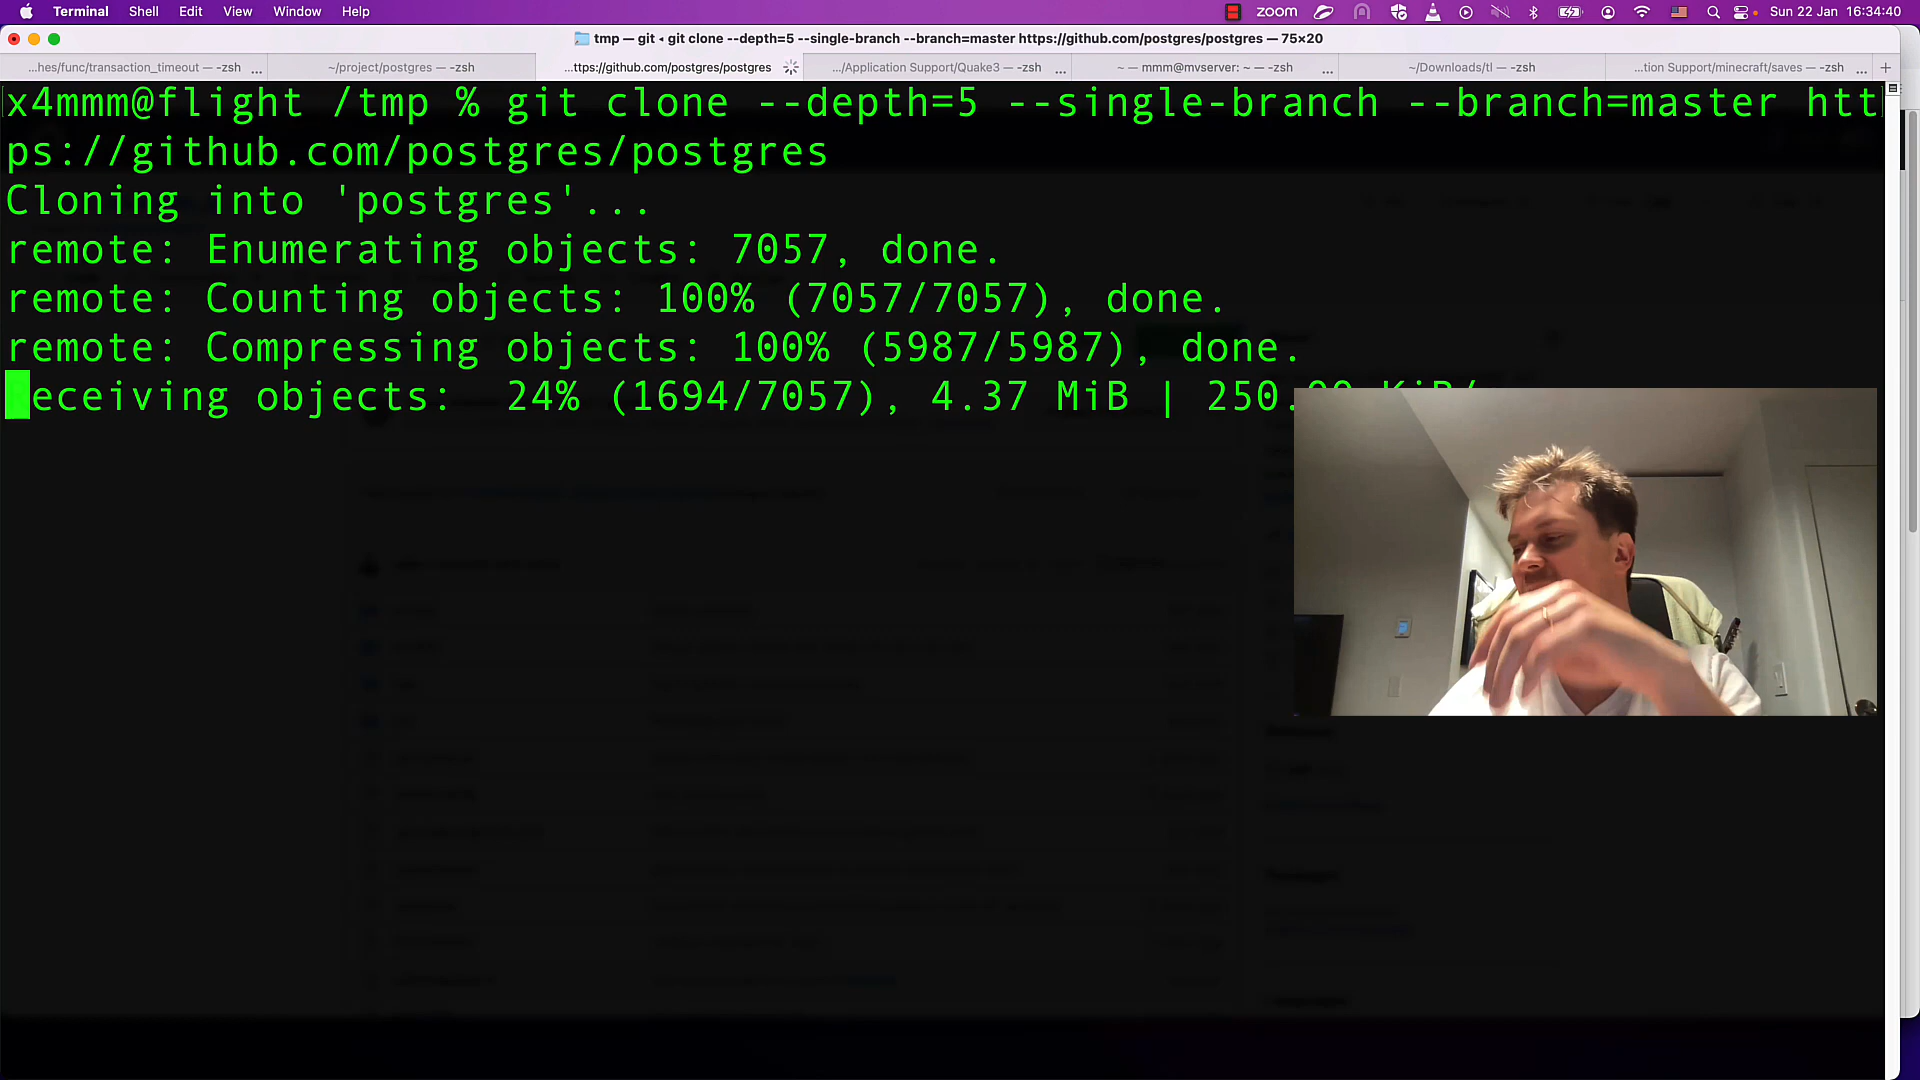 Terminal Shell Edit View Window Help zoom Sun 22 Jan 16:34:40
tmp — git ◂ git clone --depth=5 --single-branch --branch=master https://github.com/postgres/postgres — 75×20
...hes/func/transaction_timeout — -zsh ... ~/project/postgres — -zsh ...ttps://github.com/postgres/postgres .../Application Support/Quake3 — -zsh ... ~ — mmm@mvserver: ~ — -zsh ... ~/Downloads/tl — -zsh ...tion Support/minecraft/saves — -zsh ... +
x4mmm@flight /tmp % git clone --depth=5 --single-branch --branch=master htt
ps://github.com/postgres/postgres
Cloning into 'postgres'...
remote: Enumerating objects: 7057, done.
remote: Counting objects: 100% (7057/7057), done.
remote: Compressing objects: 100% (5987/5987), done.
eceiving objects: 24% (1694/7057), 4.37 MiB | 250.